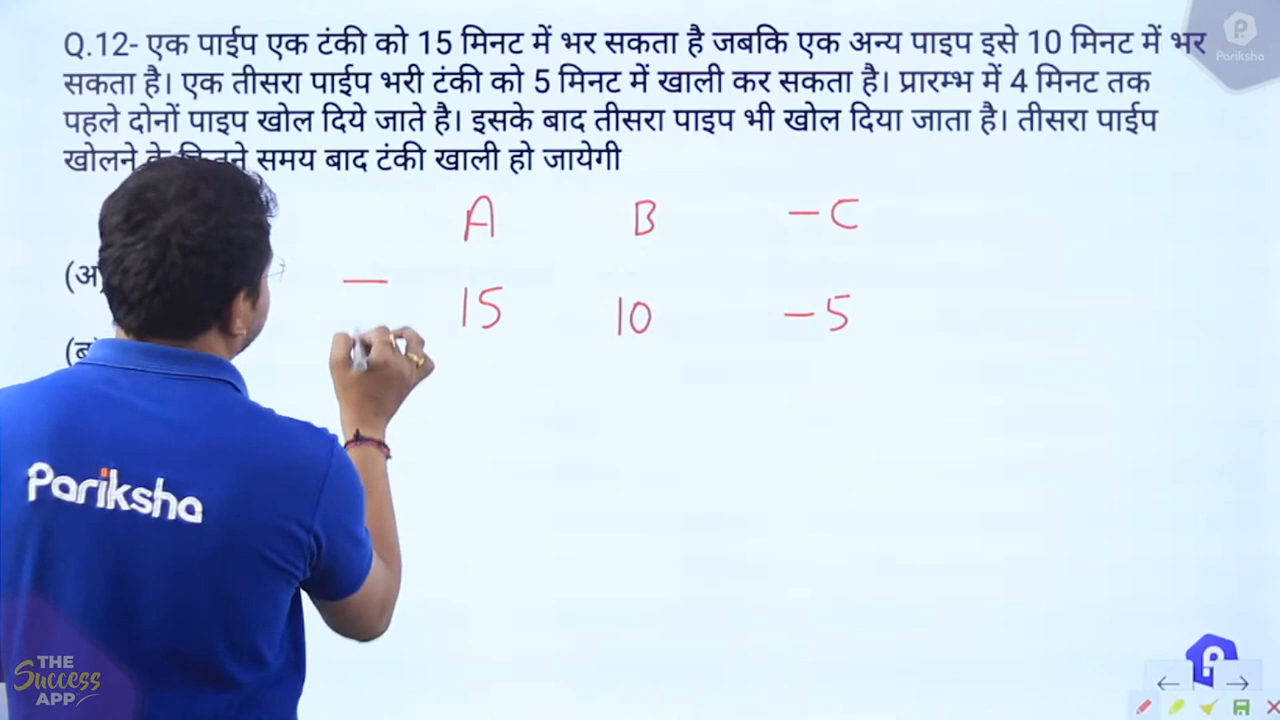 Q.12- एक पाईप एक टंकी को 15 मिनट में भर सकता है जबकि एक अन्य पाइप इसे 10 मिनट में भर
सकता है। एक तीसरा पाईप भरी टंकी को 5 मिनट में खाली कर सकता है। प्रारम्भ में 4 मिनट तक
पहले दोनों पाइप खोल दिये जाते है। इसके बाद तीसरा पाइप भी खोल दिया जाता है। तीसरा पाईप
खोलने समय बाद टंकी खाली हो जायेगी
A B – C
(अ)
— 15 10 – 5
Pariksha
Pariksha
THE
Success
APP